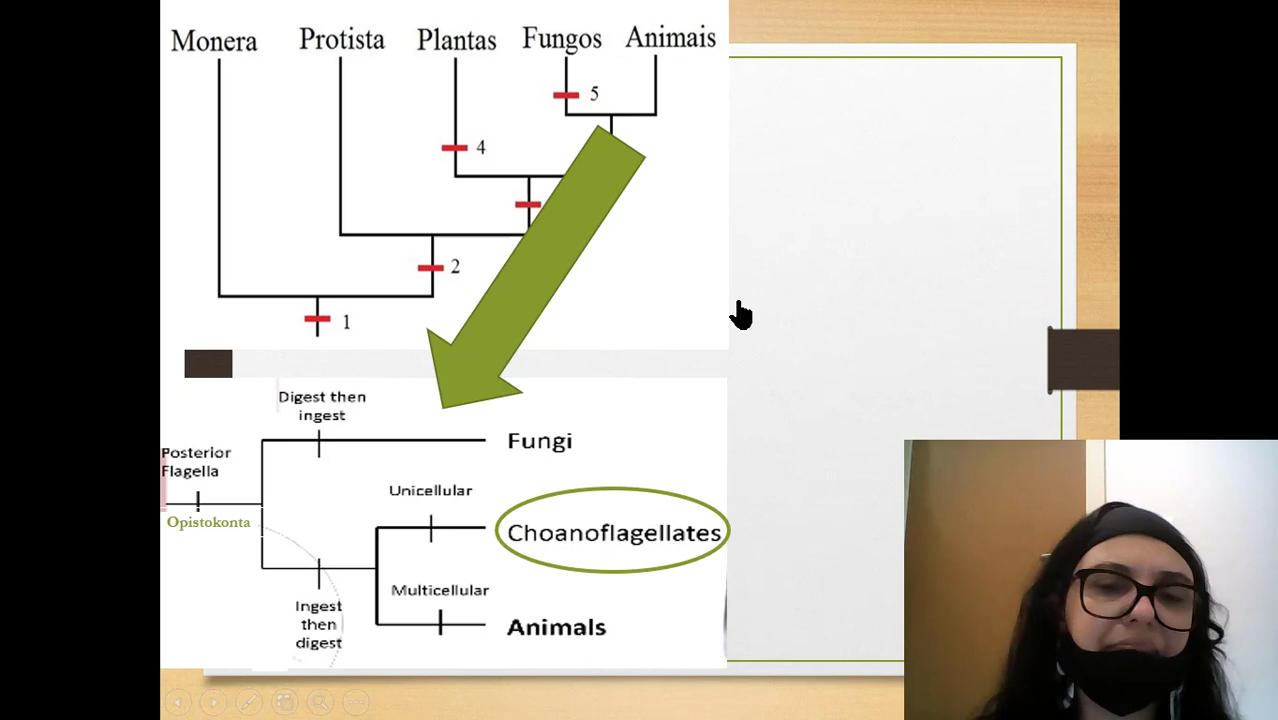 Monera Protista Plantas Fungos Animais
5
4
2
1
Digest then
ingest
Fungi
Posterior
Flagella
Unicellular
Opistokonta
Choanoflagellates
Multicellular
Ingest
then
digest
Animals